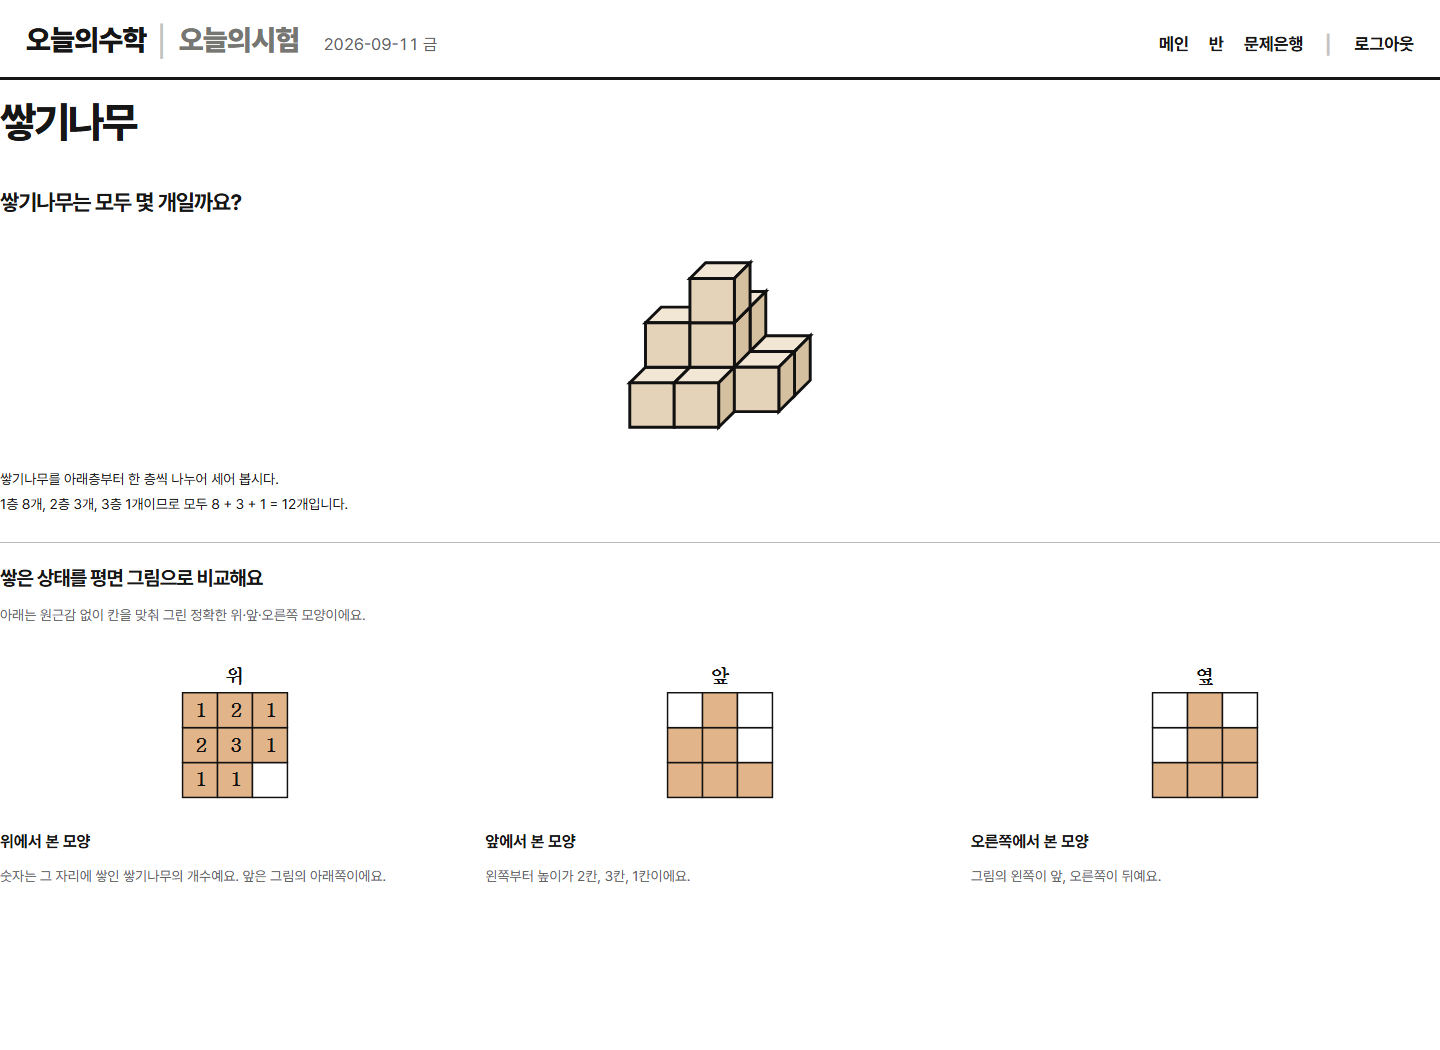 오늘의수학 | 오늘의시험 2026-09-11 금 메인 반 문제은행 | 로그아웃
쌓기나무
쌓기나무는 모두 몇 개일까요?
쌓기나무를 아래층부터 한 층씩 나누어 세어 봅시다.
1층 8개, 2층 3개, 3층 1개이므로 모두 8 + 3 + 1 = 12개입니다.
쌓은 상태를 평면 그림으로 비교해요
아래는 원근감 없이 칸을 맞춰 그린 정확한 위·앞·오른쪽 모양이에요.
위
1 2 1
2 3 1
1 1
위에서 본 모양
숫자는 그 자리에 쌓인 쌓기나무의 개수예요. 앞은 그림의 아래쪽이에요.
앞
앞에서 본 모양
왼쪽부터 높이가 2칸, 3칸, 1칸이에요.
옆
오른쪽에서 본 모양
그림의 왼쪽이 앞, 오른쪽이 뒤예요.